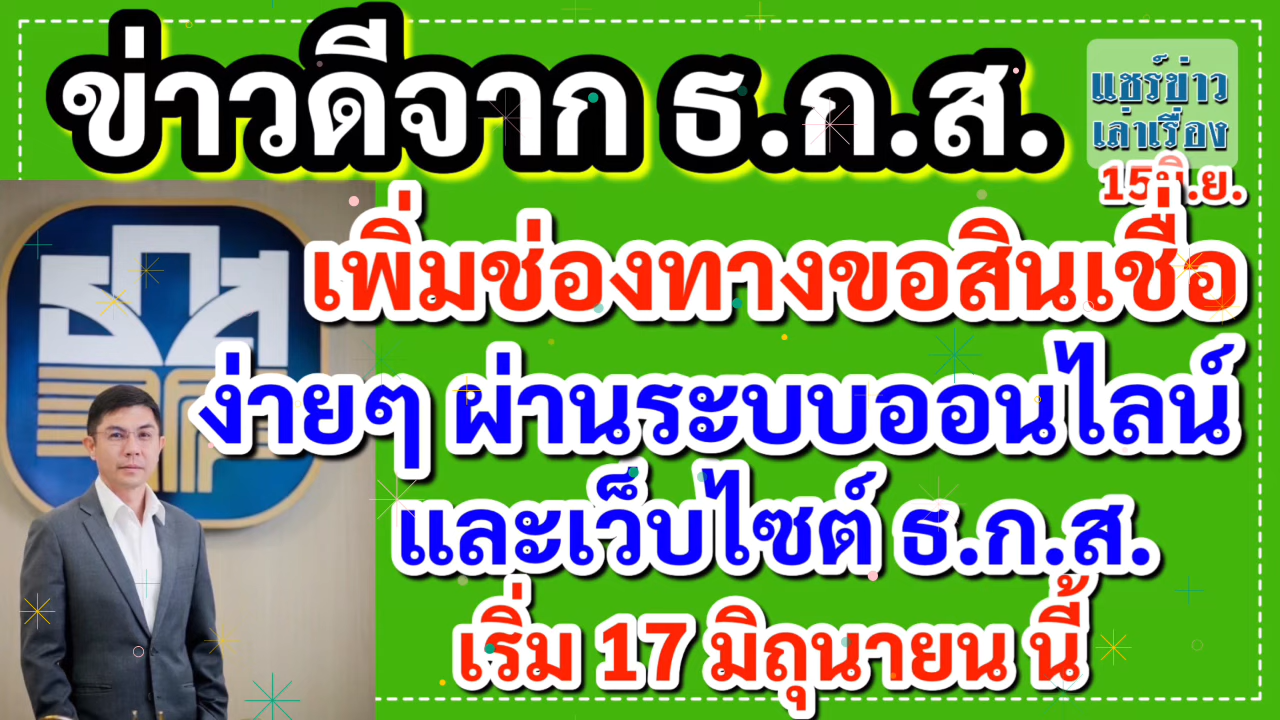 ข่าวดีจาก ธ.ก.ส.
แชร์ข่าว
เล่าเรื่อง
15 มิ.ย.
ธกส
เพิ่มช่องทางขอสินเชื่อ
ง่ายๆ ผ่านระบบออนไลน์
และเว็บไซต์ ธ.ก.ส.
เริ่ม 17 มิถุนายน นี้